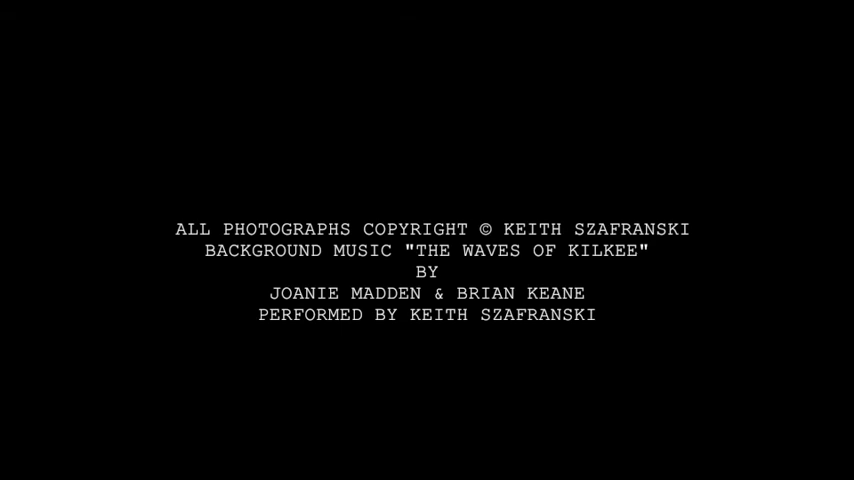 ALL PHOTOGRAPHS COPYRIGHT © KEITH SZAFRANSKI
BACKGROUND MUSIC "THE WAVES OF KILKEE"
BY
JOANIE MADDEN & BRIAN KEANE
PERFORMED BY KEITH SZAFRANSKI